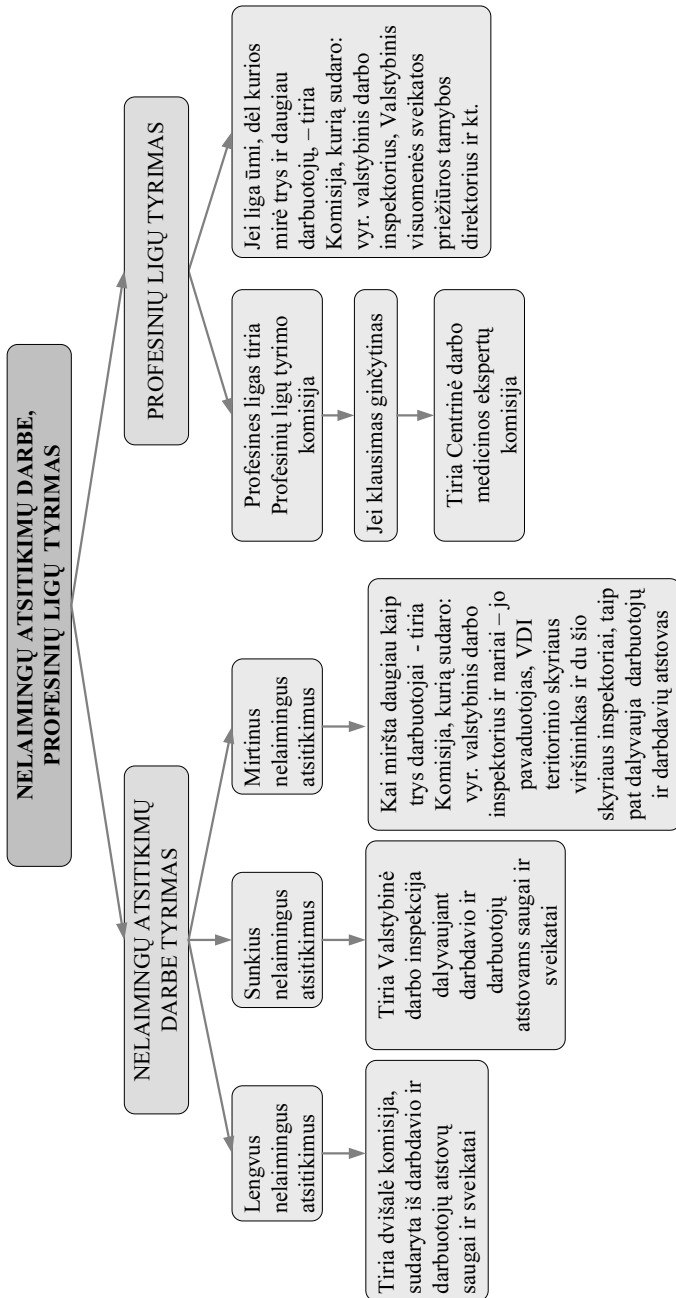 NELAIMINGŲ ATSITIKIMŲ DARBE,
PROFESINIŲ LIGŲ TYRIMAS
NELAIMINGŲ ATSITIKIMŲ
DARBE TYRIMAS
Lengvus
nelaimingus
atsitikimus
Tiria dvišalė komisija,
sudaryta iš darbdavio ir
darbuotojų atstovų
saugai ir sveikatai
Sunkius
nelaimingus
atsitikimus
Tiria Valstybinė
darbo inspekcija
dalyvaujant
darbdavio ir
darbuotojų
atstovams saugai ir
sveikatai
Mirtinus
nelaimingus
atsitikimus
Kai miršta daugiau kaip
trys darbuotojai - tiria
Komisija, kurią sudaro:
vyr. valstybinis darbo
inspektorius ir nariai – jo
pavaduotojas, VDI
teritorinio skyriaus
viršininkas ir du šio
skyriaus inspektoriai, taip
pat dalyvauja darbuotojų
ir darbdavių atstovas
PROFESINIŲ LIGŲ TYRIMAS
Profesines ligas tiria
Profesinių ligų tyrimo
komisija
Jei klausimas ginčytinas
Tiria Centrinė darbo
medicinos ekspertų
komisija
Jei liga ūmi, dėl kurios
mirė trys ir daugiau
darbuotojų, – tiria
Komisija, kurią sudaro:
vyr. valstybinis darbo
inspektorius, Valstybinis
visuomenės sveikatos
priežiūros tarnybos
direktorius ir kt.